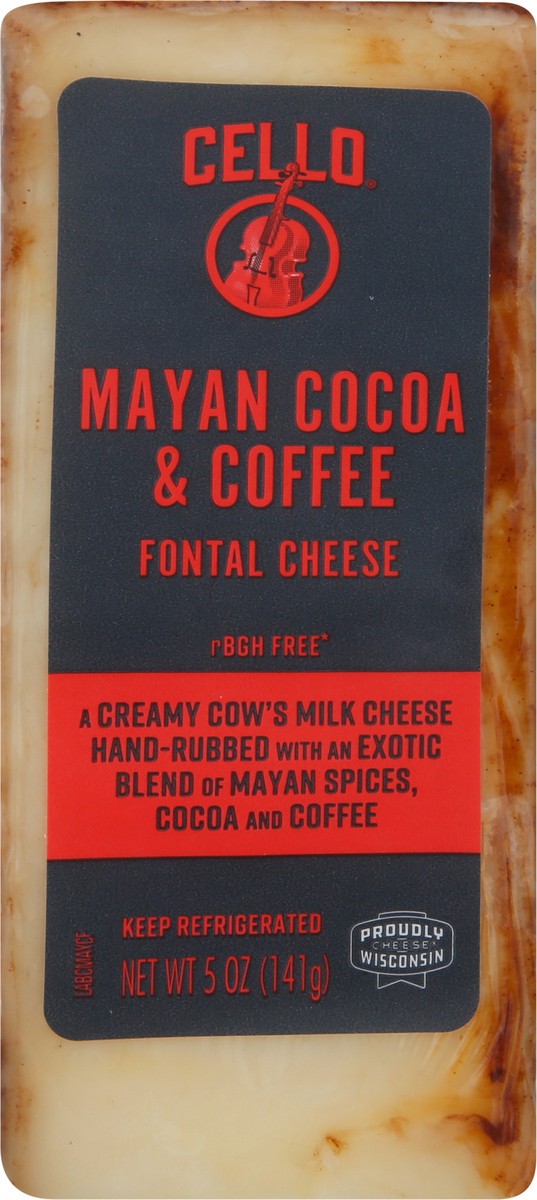 CELLO®
MAYAN COCOA
& COFFEE
FONTAL CHEESE
rBGH FREE*
A CREAMY COW'S MILK CHEESE
HAND-RUBBED WITH AN EXOTIC
BLEND OF MAYAN SPICES,
COCOA AND COFFEE
KEEP REFRIGERATED
NET WT 5 OZ (141g)
LABCMAYCF
PROUDLY
CHEESE
WISCONSIN